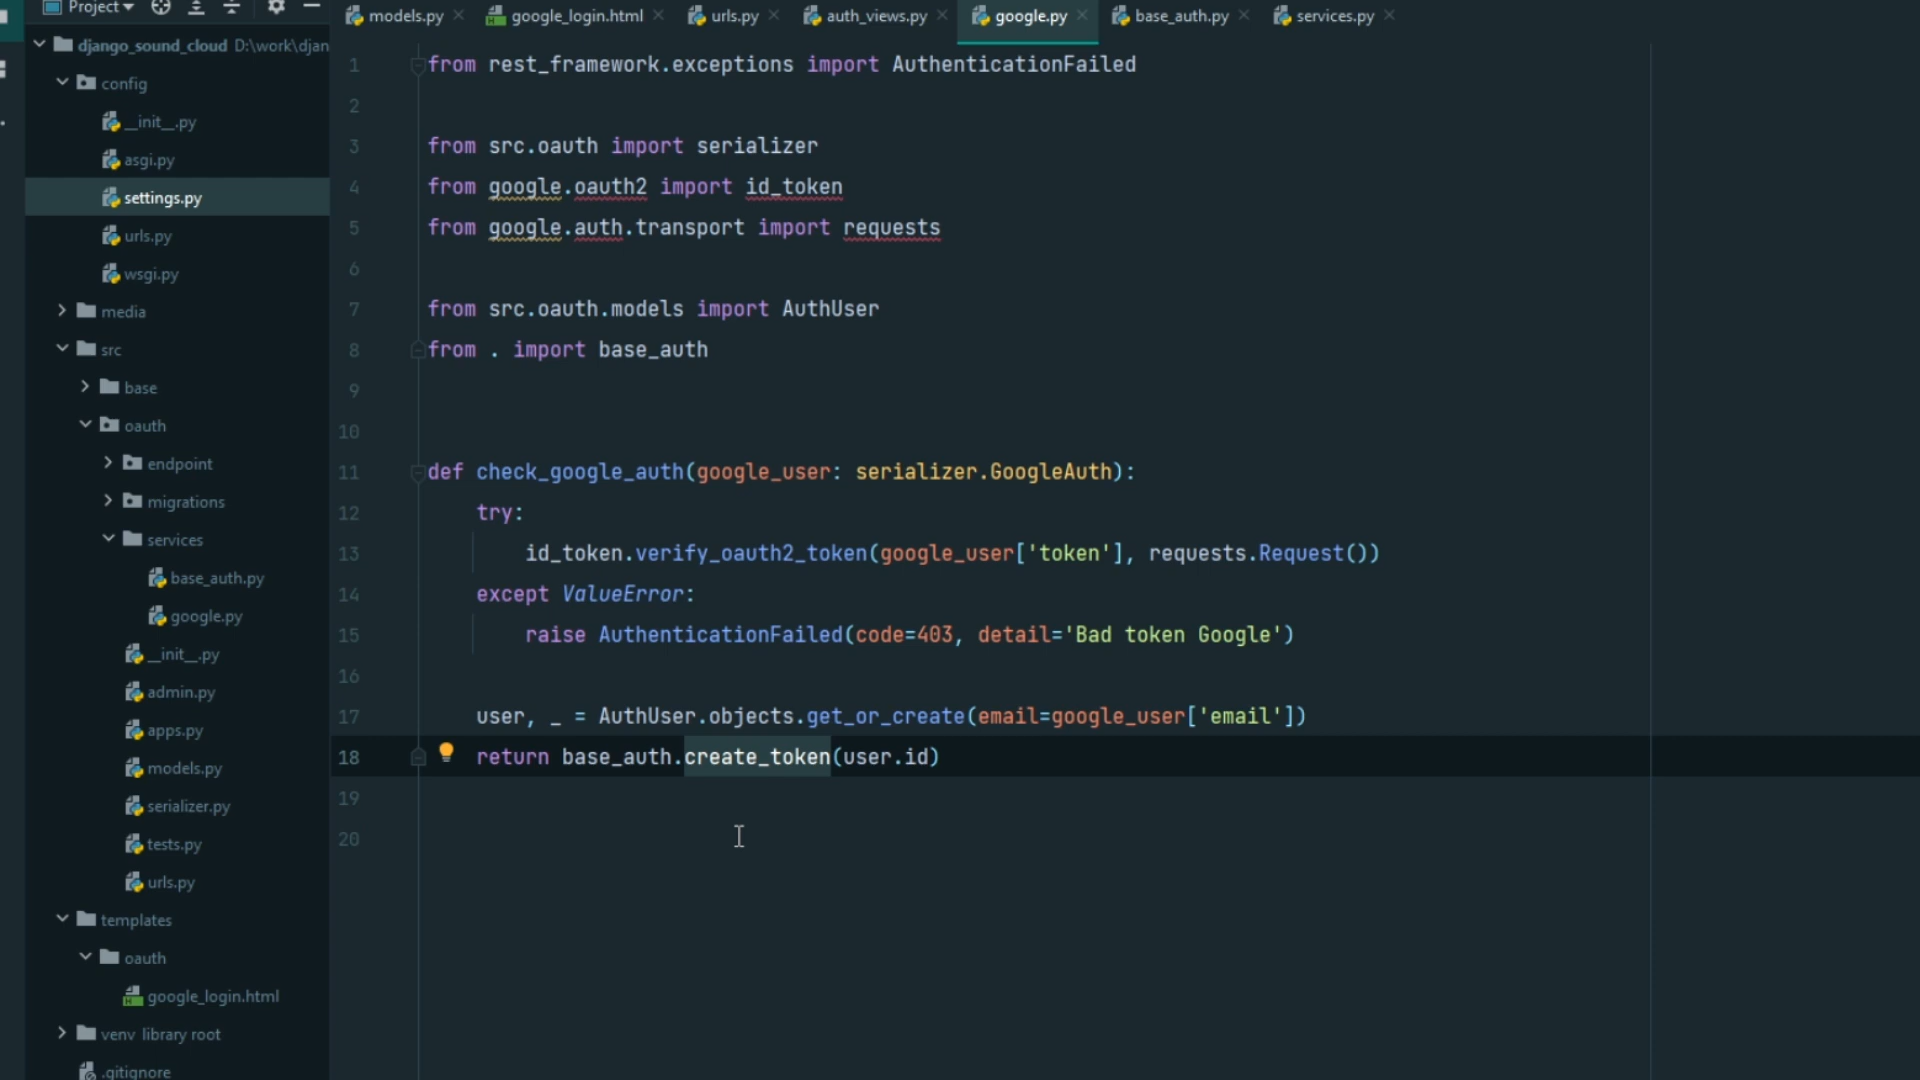 Project
models.py
google_login.html
urls.py
auth_views.py
google.py
base_auth.py
services.py
django_sound_cloud D:\work\djan
config
__init__.py
asgi.py
settings.py
urls.py
wsgi.py
media
src
base
oauth
endpoint
migrations
services
base_auth.py
google.py
__init__.py
admin.py
apps.py
models.py
serializer.py
tests.py
urls.py
templates
oauth
google_login.html
venv library root
.gitignore
1 from rest_framework.exceptions import AuthenticationFailed
2
3 from src.oauth import serializer
4 from google.oauth2 import id_token
5 from google.auth.transport import requests
6
7 from src.oauth.models import AuthUser
8 from . import base_auth
9
10
11 def check_google_auth(google_user: serializer.GoogleAuth):
12 try:
13 id_token.verify_oauth2_token(google_user['token'], requests.Request())
14 except ValueError:
15 raise AuthenticationFailed(code=403, detail='Bad token Google')
16
17 user, _ = AuthUser.objects.get_or_create(email=google_user['email'])
18 return base_auth.create_token(user.id)
19
20